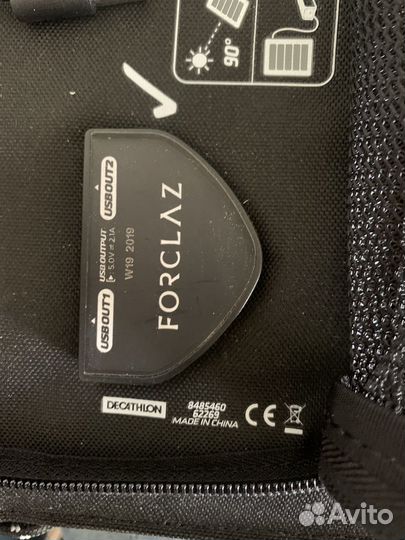 90°
USB OUT1
USB OUT2
USB OUTPUT
5.0V ⎓ 2.1A
W19 2019
FORCLAZ
DECATHLON
8485460
62269
MADE IN CHINA
CE
Avito